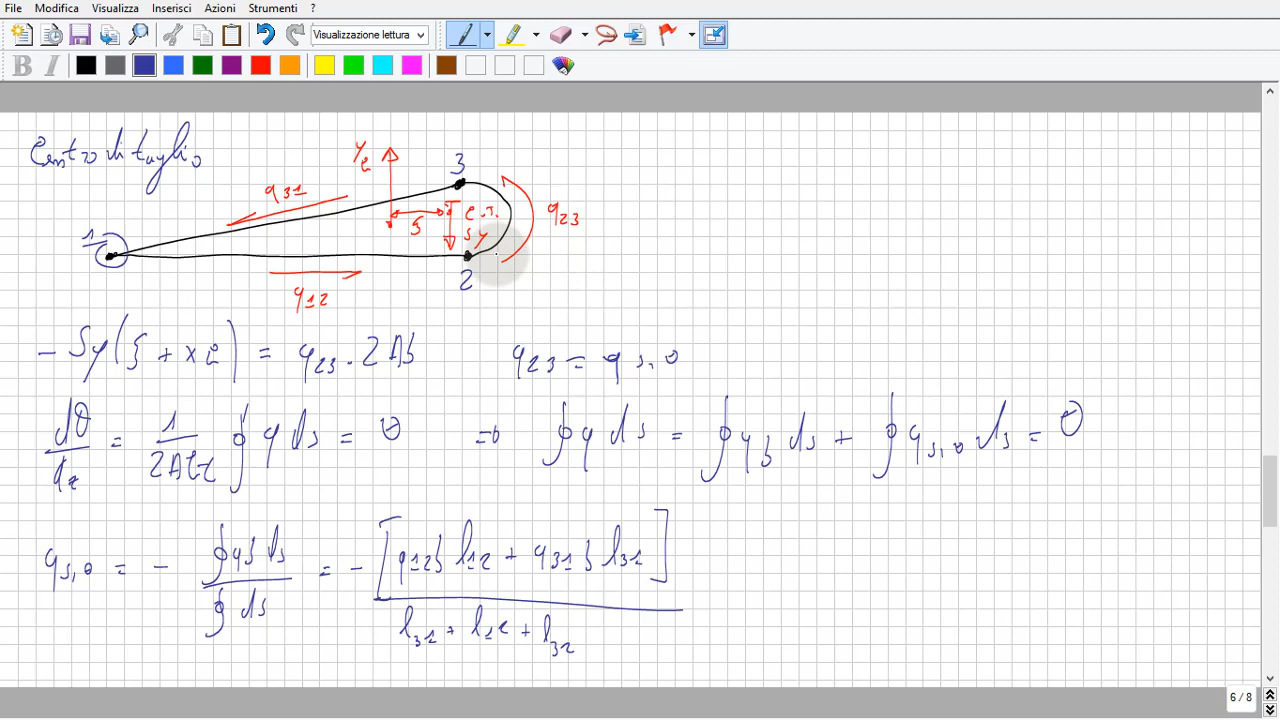 File Modifica Visualizza Inserisci Azioni Strumenti ?
Visualizzazione lettura
B I
Centro di taglio
3
q31
C.T.
Sy
q23
1
2
q12
- Sy(ξ + xc) = q23 · 2 Af q23 = qs,0
dθ/dz = 1/2AGt ∮ q ds = 0 => ∮ q ds = ∮ qb ds + ∮ qs,0 ds = 0
qs,0 = - ∮ qb ds / ∮ ds = - [q12b l12 + q31b l31] / l31 + l12 + l32
6 / 8